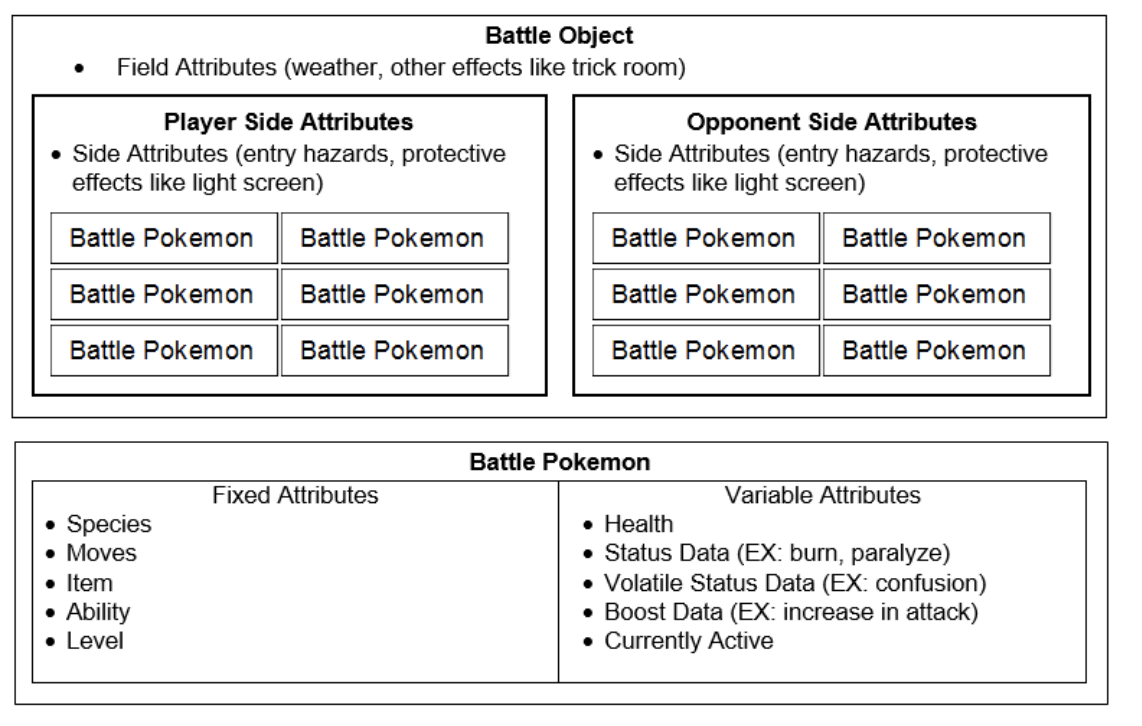 Battle Object
• Field Attributes (weather, other effects like trick room)
Player Side Attributes
• Side Attributes (entry hazards, protective
effects like light screen)
Battle Pokemon Battle Pokemon
Battle Pokemon Battle Pokemon
Battle Pokemon Battle Pokemon
Opponent Side Attributes
• Side Attributes (entry hazards, protective
effects like light screen)
Battle Pokemon Battle Pokemon
Battle Pokemon Battle Pokemon
Battle Pokemon Battle Pokemon
Battle Pokemon
Fixed Attributes
• Species
• Moves
• Item
• Ability
• Level
Variable Attributes
• Health
• Status Data (EX: burn, paralyze)
• Volatile Status Data (EX: confusion)
• Boost Data (EX: increase in attack)
• Currently Active